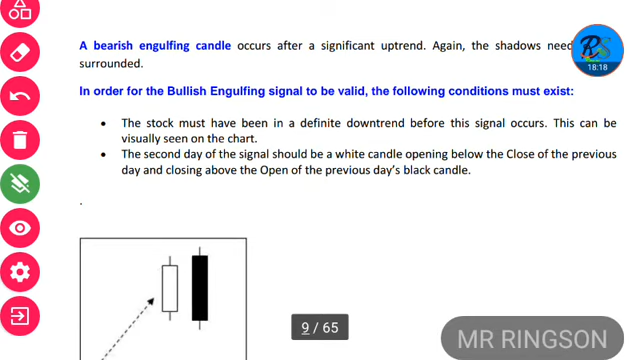 A bearish engulfing candle occurs after a significant uptrend. Again, the shadows need
surrounded.
18:18
In order for the Bullish Engulfing signal to be valid, the following conditions must exist:
• The stock must have been in a definite downtrend before this signal occurs. This can be
visually seen on the chart.
• The second day of the signal should be a white candle opening below the Close of the previous
day and closing above the Open of the previous day's black candle.
.
9 / 65
MR RINGSON